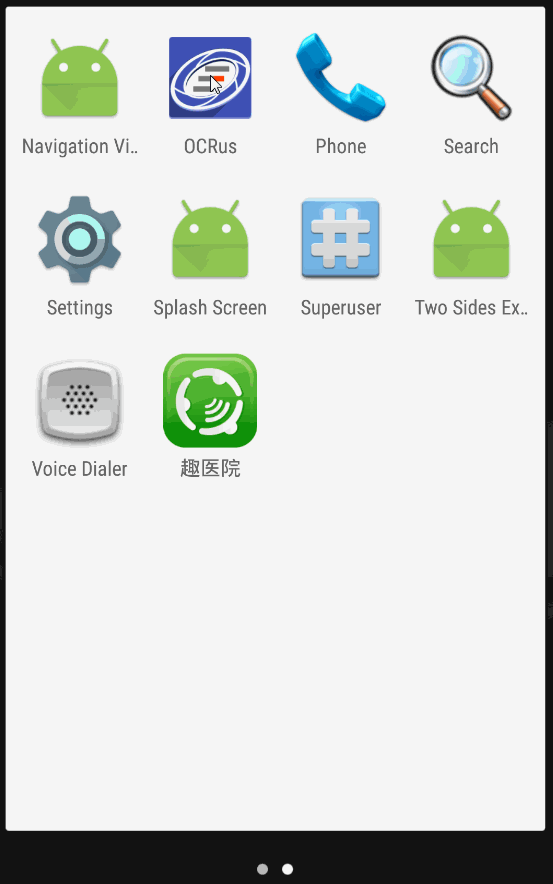 Navigation Vi..
OCRus
Phone
Search
Settings
Splash Screen
Superuser
Two Sides Ex..
Voice Dialer
趣医院